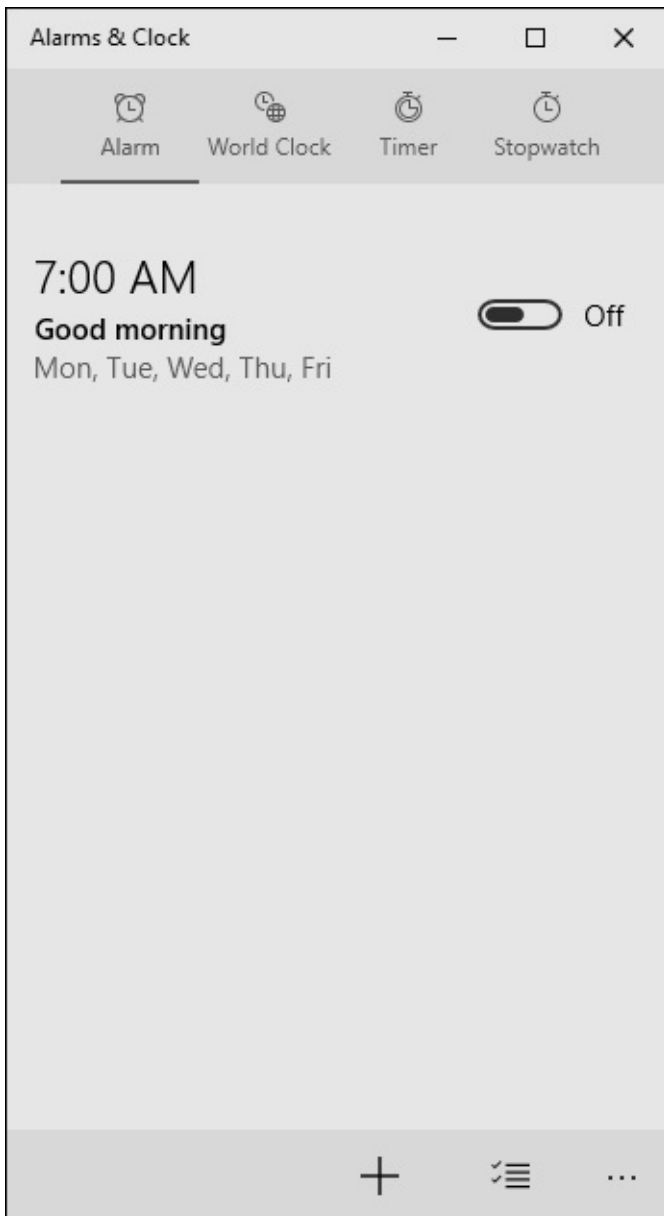 Alarms & Clock
Alarm World Clock Timer Stopwatch
7:00 AM
Good morning
Off
Mon, Tue, Wed, Thu, Fri